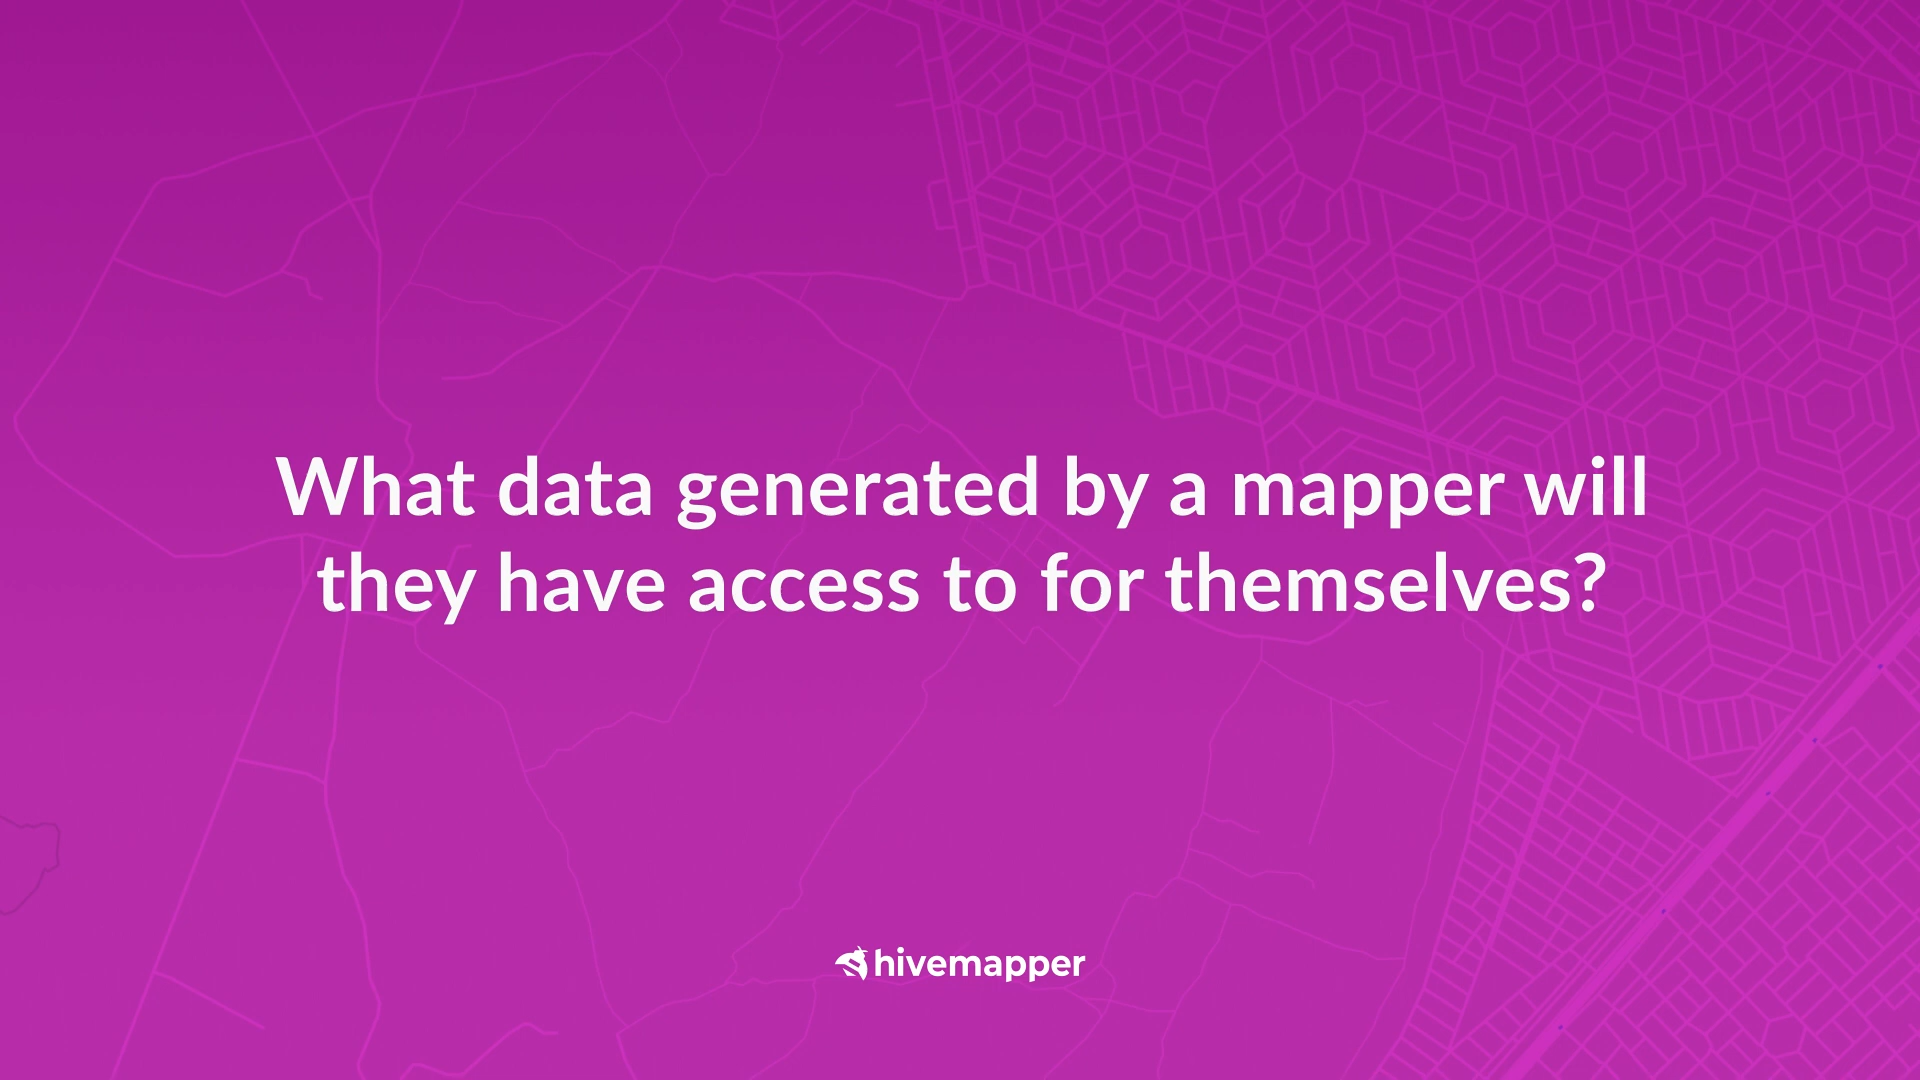 What data generated by a mapper will
they have access to for themselves?
hivemapper